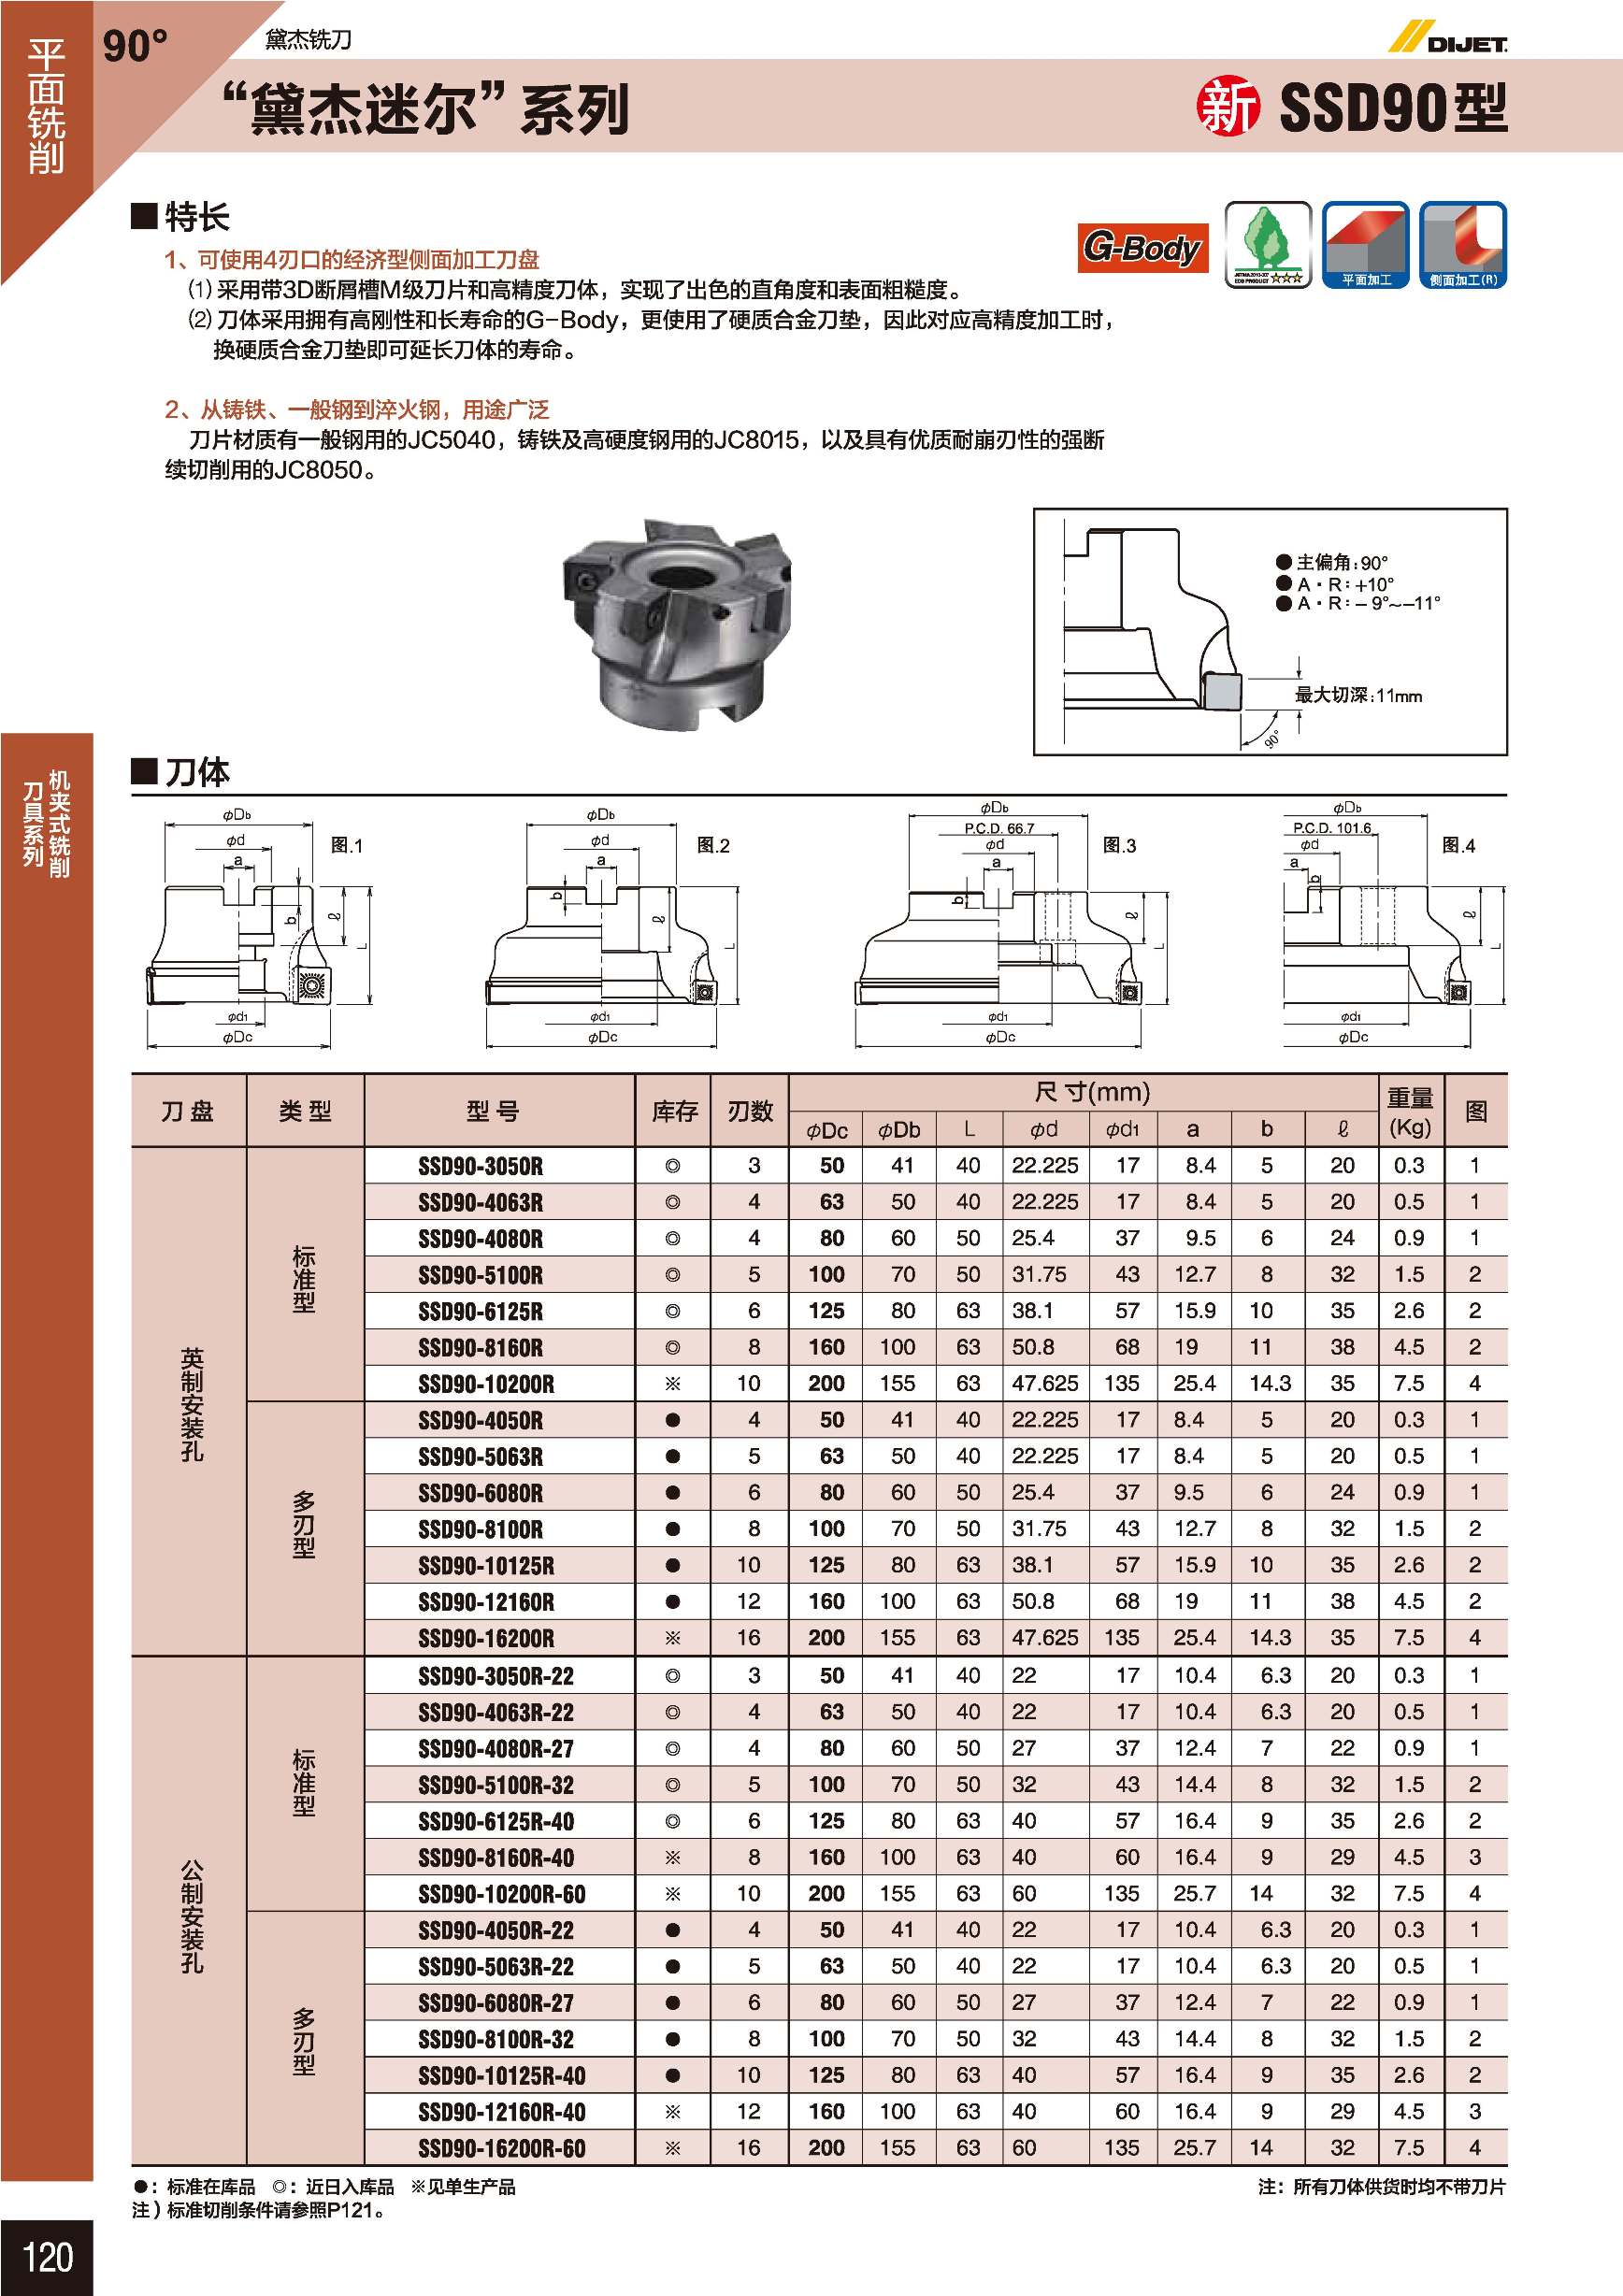 平面铣削
90°
黛杰铣刀
DIJET
“黛杰迷尔”系列
新 SSD90型
■特长
1、可使用4刃口的经济型侧面加工刀盘
⑴ 采用带3D断屑槽M级刀片和高精度刀体，实现了出色的直角度和表面粗糙度。
⑵ 刀体采用拥有高刚性和长寿命的G-Body，更使用了硬质合金刀垫，因此对应高精度加工时，
换硬质合金刀垫即可延长刀体的寿命。
G-Body
平面加工
侧面加工(R)
2、从铸铁、一般钢到淬火钢，用途广泛
刀片材质有一般钢用的JC5040，铸铁及高硬度钢用的JC8015，以及具有优质耐崩刃性的强断
续切削用的JC8050。
●主偏角:90°
●A・R:+10°
●A・R:-9°~-11°
最大切深:11mm
90°
机夹式铣削
刀具系列
■刀体
φDb φd a 图.1 b ℓ L φd1 φDc
φDb φd a 图.2 b ℓ L φd1 φDc
φDb P.C.D. 66.7 φd a 图.3 b ℓ L φd1 φDc
φDb P.C.D. 101.6 φd a 图.4 b ℓ L φd1 φDc
刀盘 类型 型号 库存 刃数 尺寸(mm) 重量(Kg) 图
φDc φDb L φd φd1 a b ℓ
英制安装孔
标准型
SSD90-3050R ◎ 3 50 41 40 22.225 17 8.4 5 20 0.3 1
SSD90-4063R ◎ 4 63 50 40 22.225 17 8.4 5 20 0.5 1
SSD90-4080R ◎ 4 80 60 50 25.4 37 9.5 6 24 0.9 1
SSD90-5100R ◎ 5 100 70 50 31.75 43 12.7 8 32 1.5 2
SSD90-6125R ◎ 6 125 80 63 38.1 57 15.9 10 35 2.6 2
SSD90-8160R ◎ 8 160 100 63 50.8 68 19 11 38 4.5 2
SSD90-10200R ※ 10 200 155 63 47.625 135 25.4 14.3 35 7.5 4
多刃型
SSD90-4050R ● 4 50 41 40 22.225 17 8.4 5 20 0.3 1
SSD90-5063R ● 5 63 50 40 22.225 17 8.4 5 20 0.5 1
SSD90-6080R ● 6 80 60 50 25.4 37 9.5 6 24 0.9 1
SSD90-8100R ● 8 100 70 50 31.75 43 12.7 8 32 1.5 2
SSD90-10125R ● 10 125 80 63 38.1 57 15.9 10 35 2.6 2
SSD90-12160R ● 12 160 100 63 50.8 68 19 11 38 4.5 2
SSD90-16200R ※ 16 200 155 63 47.625 135 25.4 14.3 35 7.5 4
公制安装孔
标准型
SSD90-3050R-22 ◎ 3 50 41 40 22 17 10.4 6.3 20 0.3 1
SSD90-4063R-22 ◎ 4 63 50 40 22 17 10.4 6.3 20 0.5 1
SSD90-4080R-27 ◎ 4 80 60 50 27 37 12.4 7 22 0.9 1
SSD90-5100R-32 ◎ 5 100 70 50 32 43 14.4 8 32 1.5 2
SSD90-6125R-40 ◎ 6 125 80 63 40 57 16.4 9 35 2.6 2
SSD90-8160R-40 ※ 8 160 100 63 40 60 16.4 9 29 4.5 3
SSD90-10200R-60 ※ 10 200 155 63 60 135 25.7 14 32 7.5 4
多刃型
SSD90-4050R-22 ● 4 50 41 40 22 17 10.4 6.3 20 0.3 1
SSD90-5063R-22 ● 5 63 50 40 22 17 10.4 6.3 20 0.5 1
SSD90-6080R-27 ● 6 80 60 50 27 37 12.4 7 22 0.9 1
SSD90-8100R-32 ● 8 100 70 50 32 43 14.4 8 32 1.5 2
SSD90-10125R-40 ● 10 125 80 63 40 57 16.4 9 35 2.6 2
SSD90-12160R-40 ※ 12 160 100 63 40 60 16.4 9 29 4.5 3
SSD90-16200R-60 ※ 16 200 155 63 60 135 25.7 14 32 7.5 4
●：标准在库品 ◎：近日入库品 ※见单生产品
注：所有刀体供货时均不带刀片
注）标准切削条件请参照P121。
120